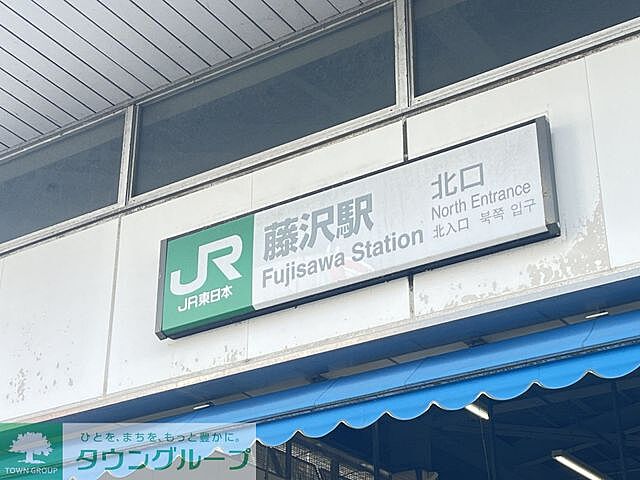 JR
JR東日本
藤沢駅
Fujisawa Station
北口
North Entrance
北入口 북쪽 입구
TOWN GROUP
ひとを、まちを、もっと豊かに。
タウングループ